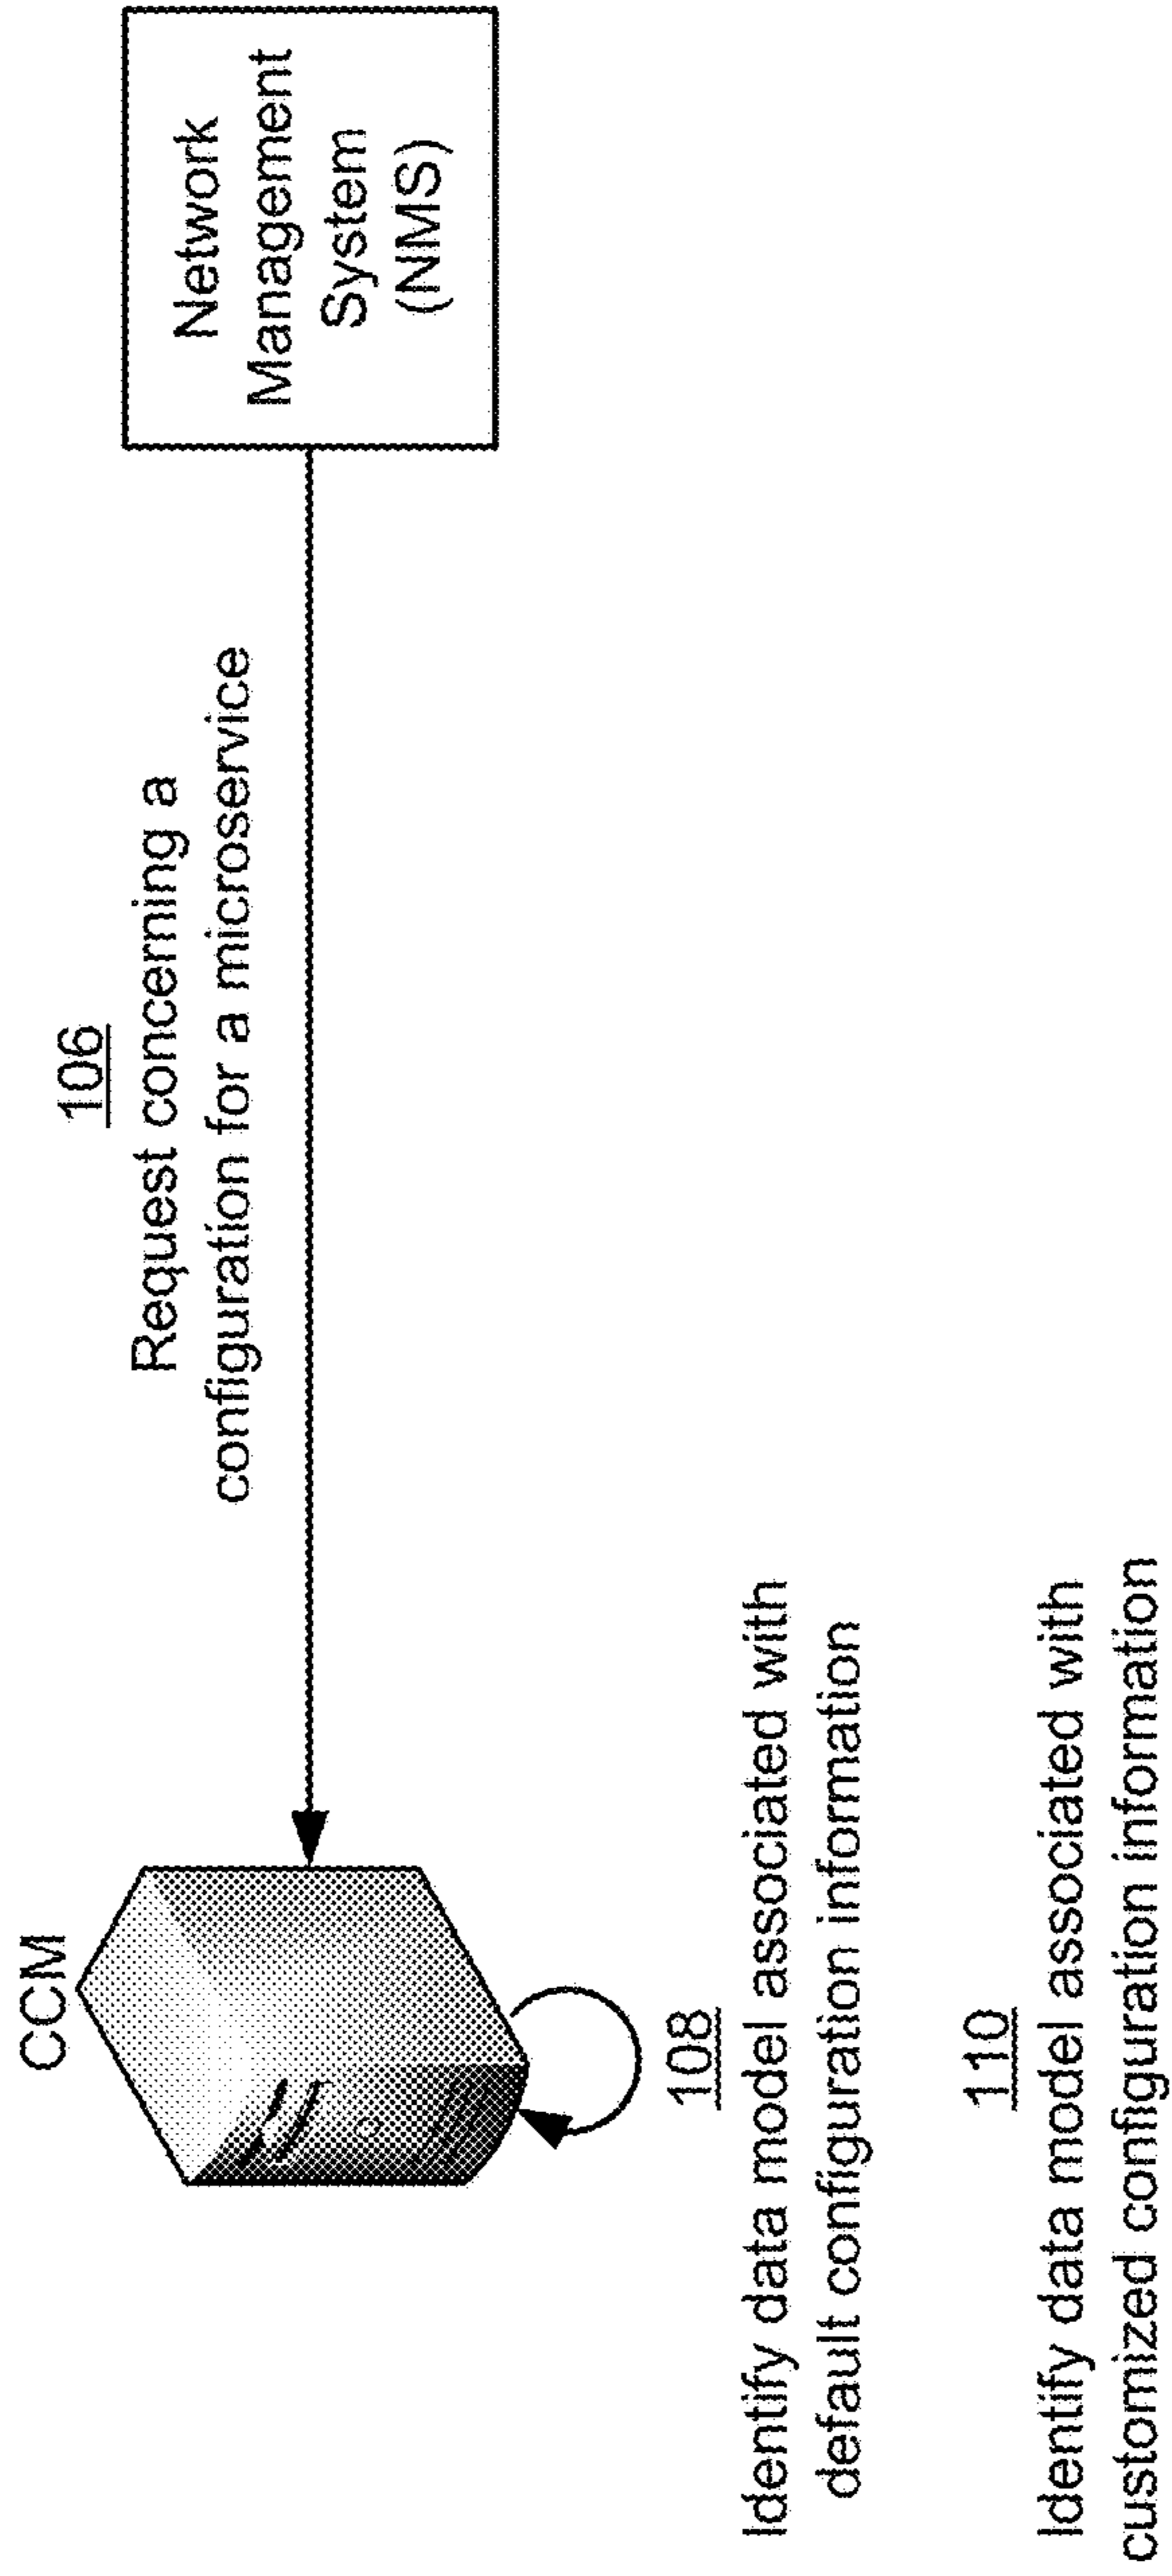 CCM
106
Request concerning a
configuration for a microservice
Network
Management
System
(NMS)
108
Identify data model associated with
default configuration information
110
Identify data model associated with
customized configuration information